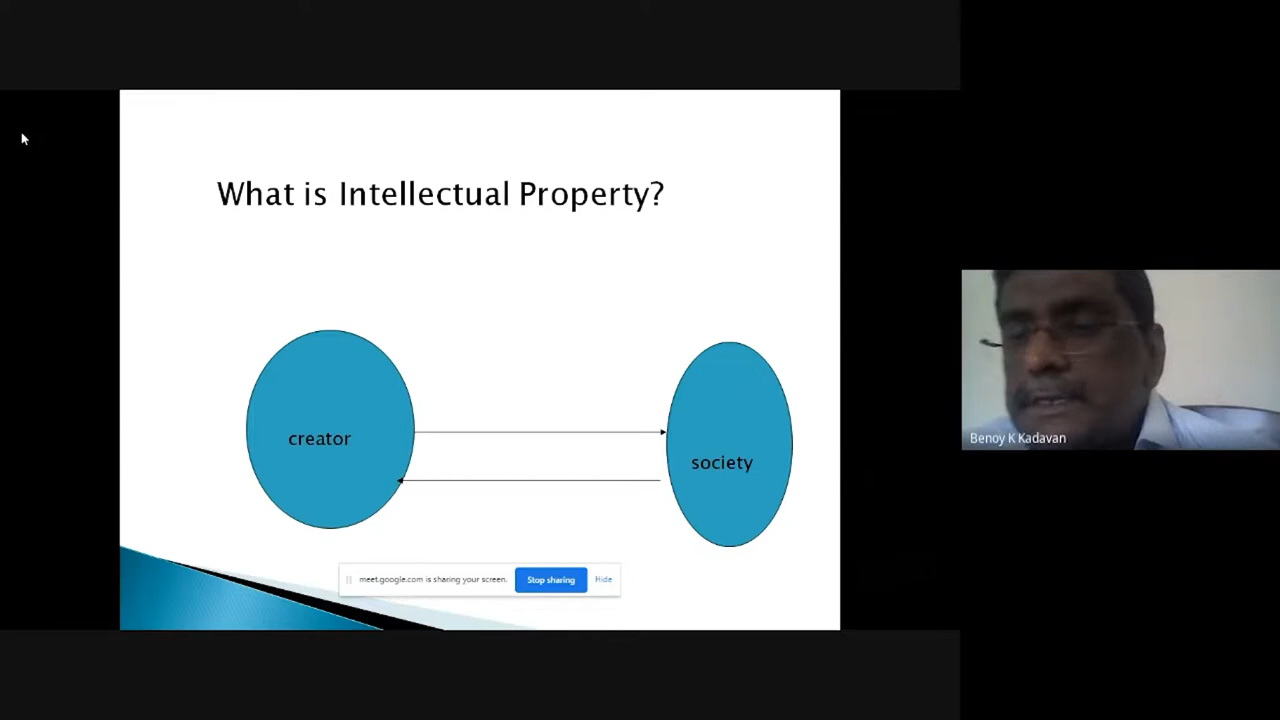 What is Intellectual Property?
creator
society
Benoy K Kadavan
meet.google.com is sharing your screen. Stop sharing Hide